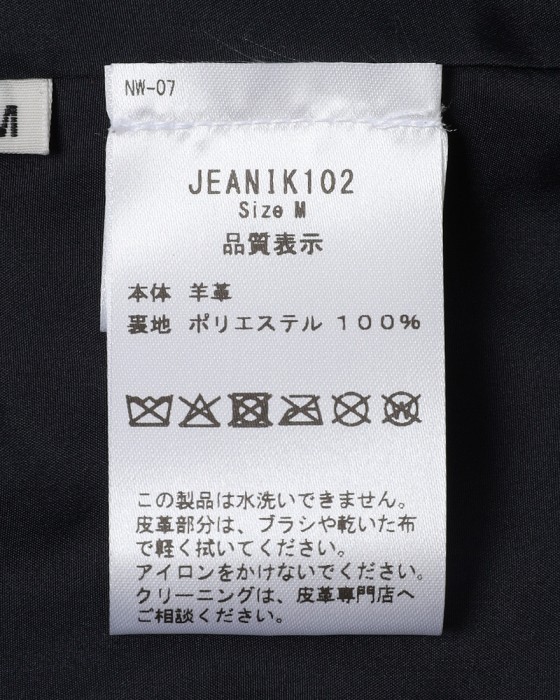 NW-07
M
JEANIK102
Size M
品質表示
本体 羊革
裏地 ポリエステル 100%
W
この製品は水洗いできません。
皮革部分は、ブラシや乾いた布
で軽く拭いてください。
アイロンをかけないでください。
クリーニングは、皮革専門店へ
ご相談ください。